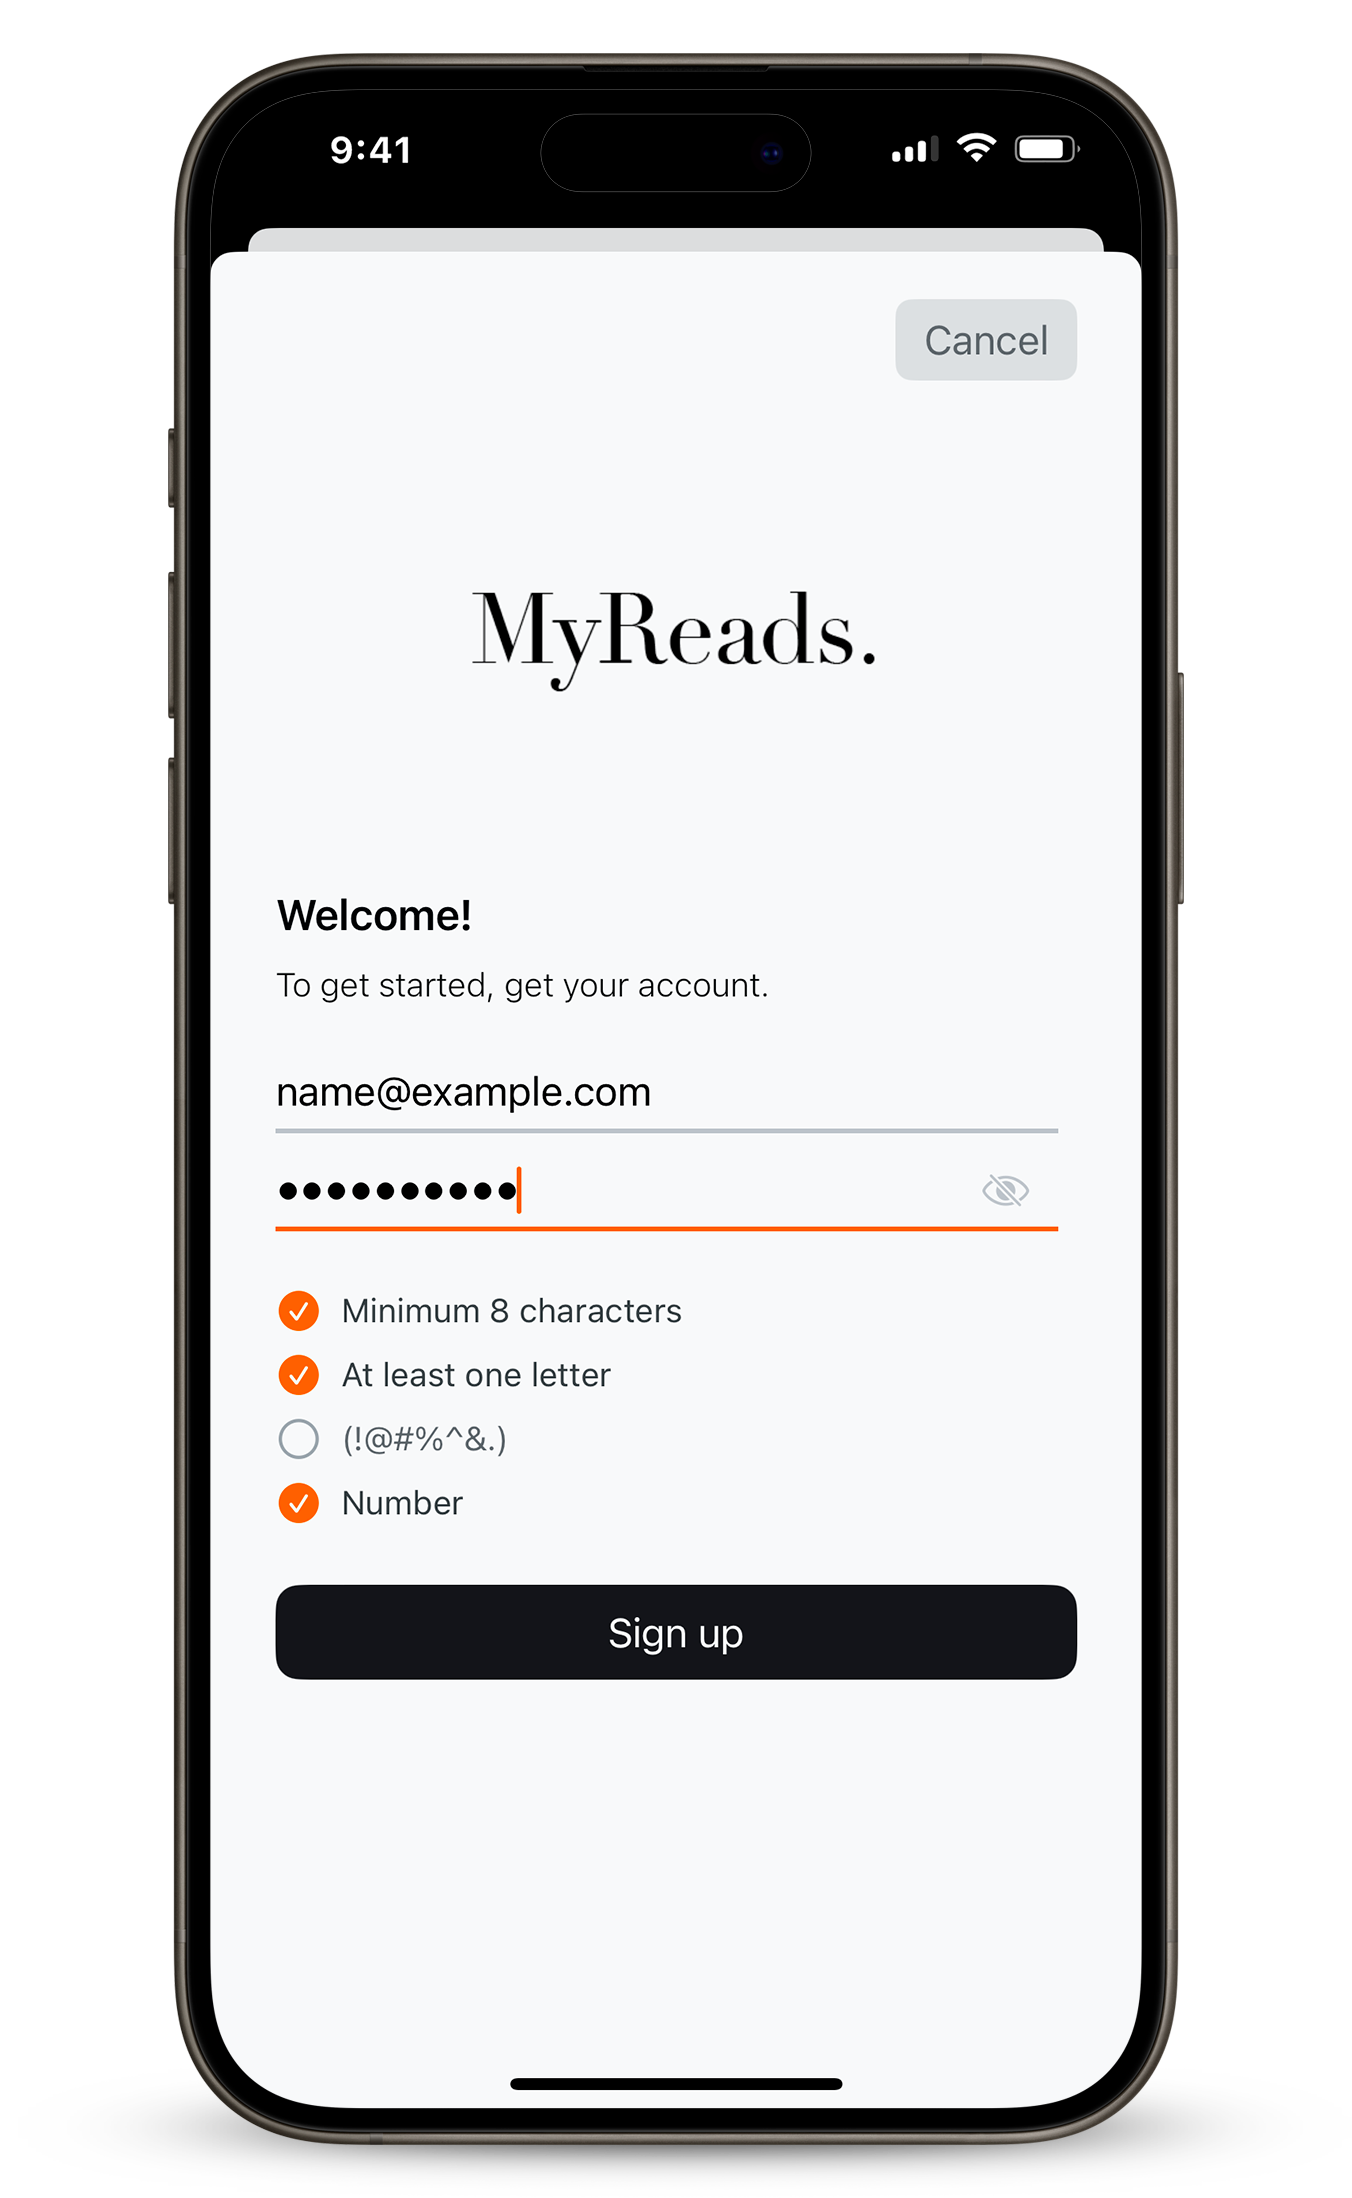 9:41
Cancel
MyReads.
Welcome!
To get started, get your account.
name@example.com
●●●●●●●●●●
Minimum 8 characters
At least one letter
(!@#%^&.)
Number
Sign up